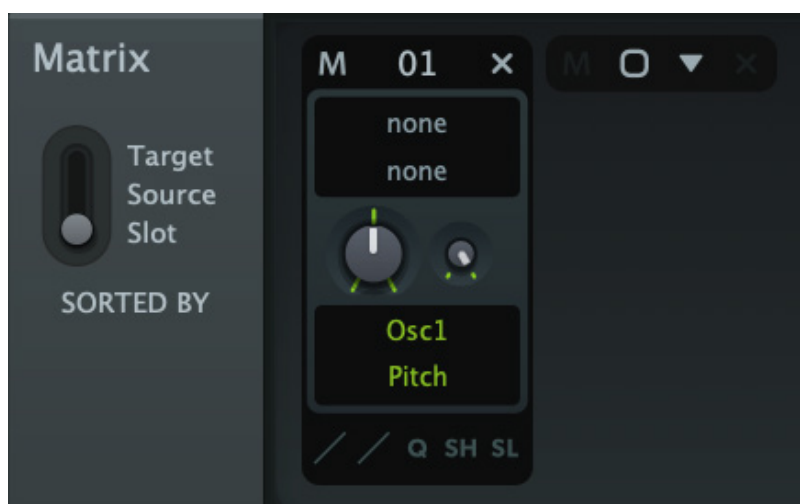 Matrix
Target
Source
Slot
SORTED BY
M 01 X
none
none
Osc1
Pitch
Q SH SL
M X